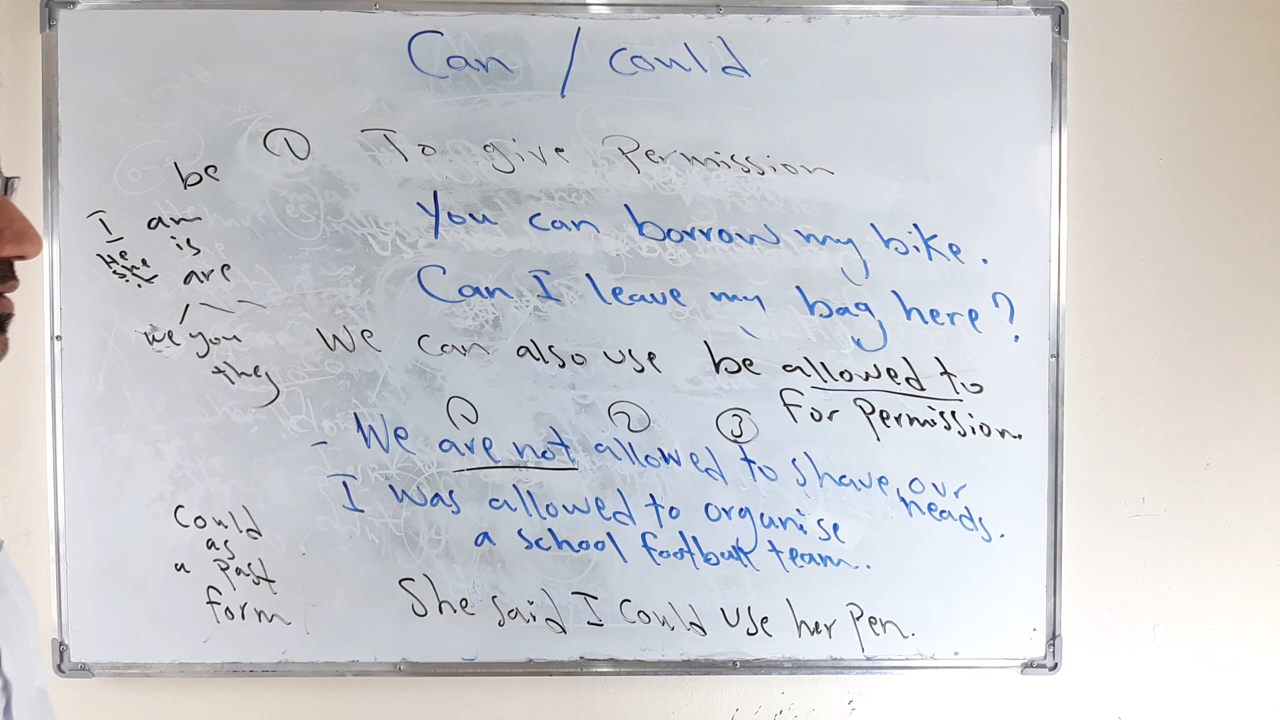 Can / could
① To give Permission
You can borrow my bike.
Can I leave my bag here?
We can also use be allowed to
for Permission.
① ② ③
- We are not allowed to shave our
heads.
I was allowed to organise
a school football team.
She said I could use her pen.
be
I am
is
He she
it
are
we you
they
Could
as
a past
form